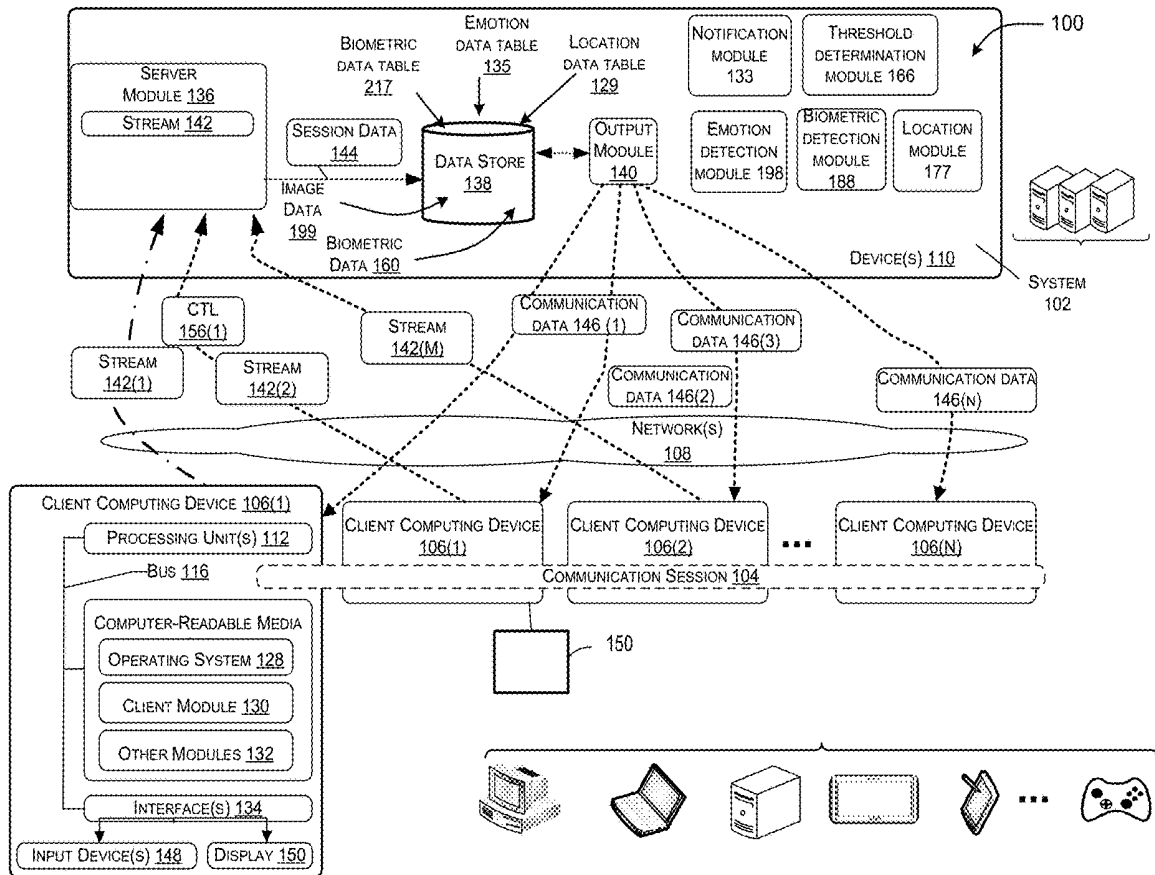 100
BIOMETRIC
DATA TABLE
217
EMOTION
DATA TABLE
135
LOCATION
DATA TABLE
129
NOTIFICATION
MODULE
133
THRESHOLD
DETERMINATION
MODULE 166
SERVER
MODULE 136
STREAM 142
SESSION DATA
144
DATA STORE
138
OUTPUT
MODULE
140
EMOTION
DETECTION
MODULE 198
BIOMETRIC
DETECTION
MODULE
188
LOCATION
MODULE
177
IMAGE
DATA
199
BIOMETRIC
DATA 160
DEVICE(S) 110
SYSTEM
102
CTL
156(1)
STREAM
142(1)
STREAM
142(2)
STREAM
142(M)
COMMUNICATION
DATA 146 (1)
COMMUNICATION
DATA 146(2)
COMMUNICATION
DATA 146(3)
COMMUNICATION DATA
146(N)
NETWORK(S)
108
CLIENT COMPUTING DEVICE 106(1)
PROCESSING UNIT(S) 112
BUS 116
COMPUTER-READABLE MEDIA
OPERATING SYSTEM 128
CLIENT MODULE 130
OTHER MODULES 132
INTERFACE(S) 134
INPUT DEVICE(S) 148
DISPLAY 150
CLIENT COMPUTING DEVICE
106(1)
CLIENT COMPUTING DEVICE
106(2)
...
CLIENT COMPUTING DEVICE
106(N)
COMMUNICATION SESSION 104
150
...